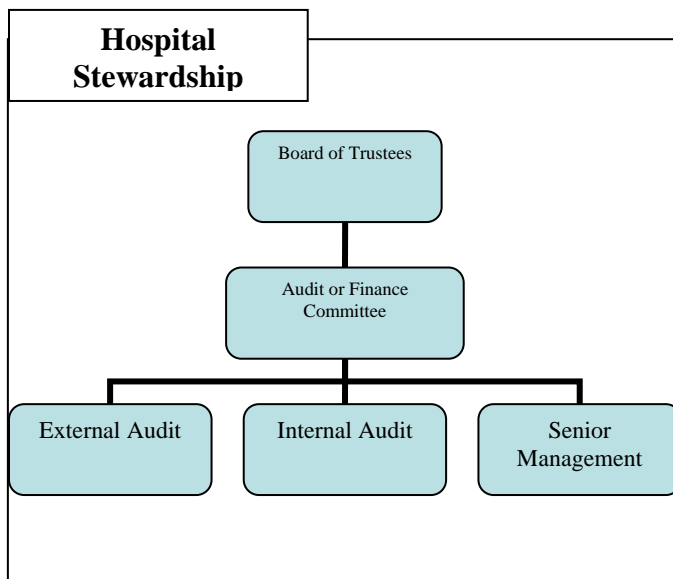 Hospital
Stewardship
Board of Trustees
Audit or Finance
Committee
External Audit
Internal Audit
Senior
Management